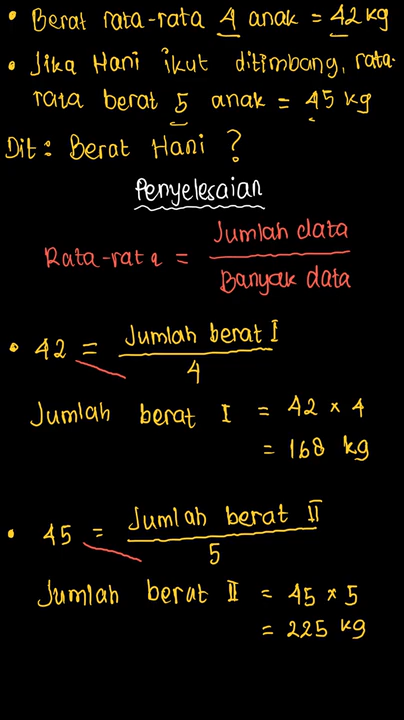 • Berat rata-rata 4 anak = 42 kg
• Jika Hani ikut ditimbang, rata-
rata berat 5 anak = 45 kg
Dit : Berat Hani ?
Penyelesaian
Rata-rata = Jumlah data
Banyak data
• 42 = Jumlah berat I
4
Jumlah berat I = 42 × 4
= 168 kg
• 45 = Jumlah berat II
5
Jumlah berat II = 45 × 5
= 225 kg